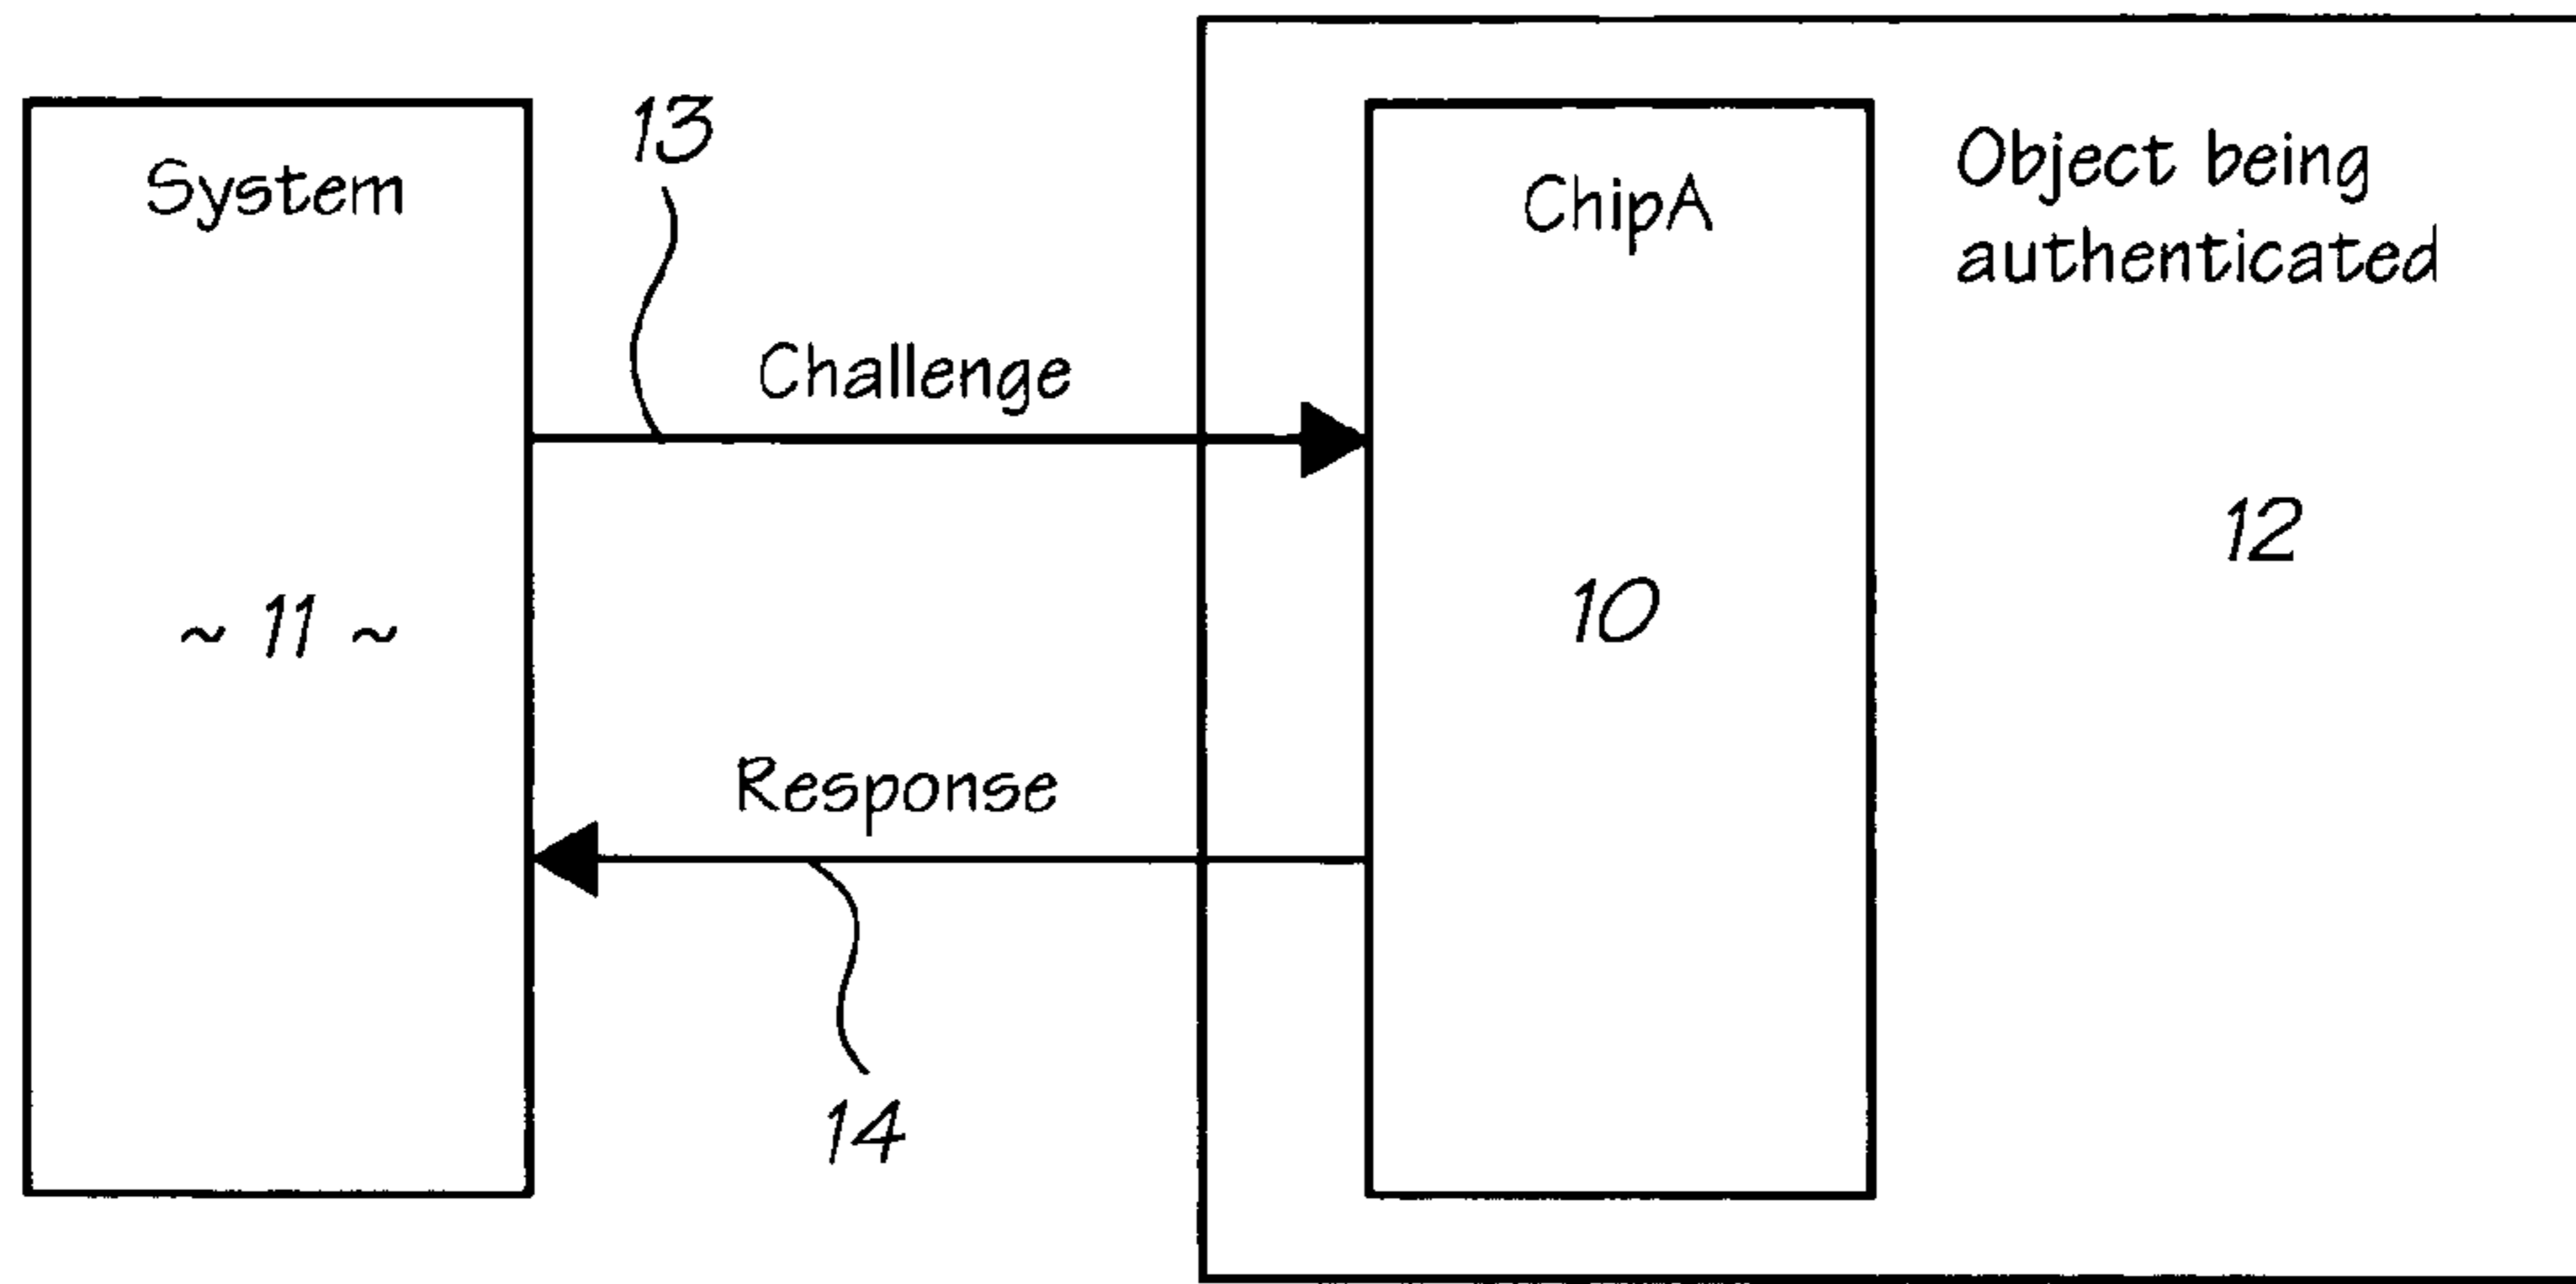 System
~ 11 ~
13
Challenge
Response
14
ChipA
10
Object being
authenticated
12